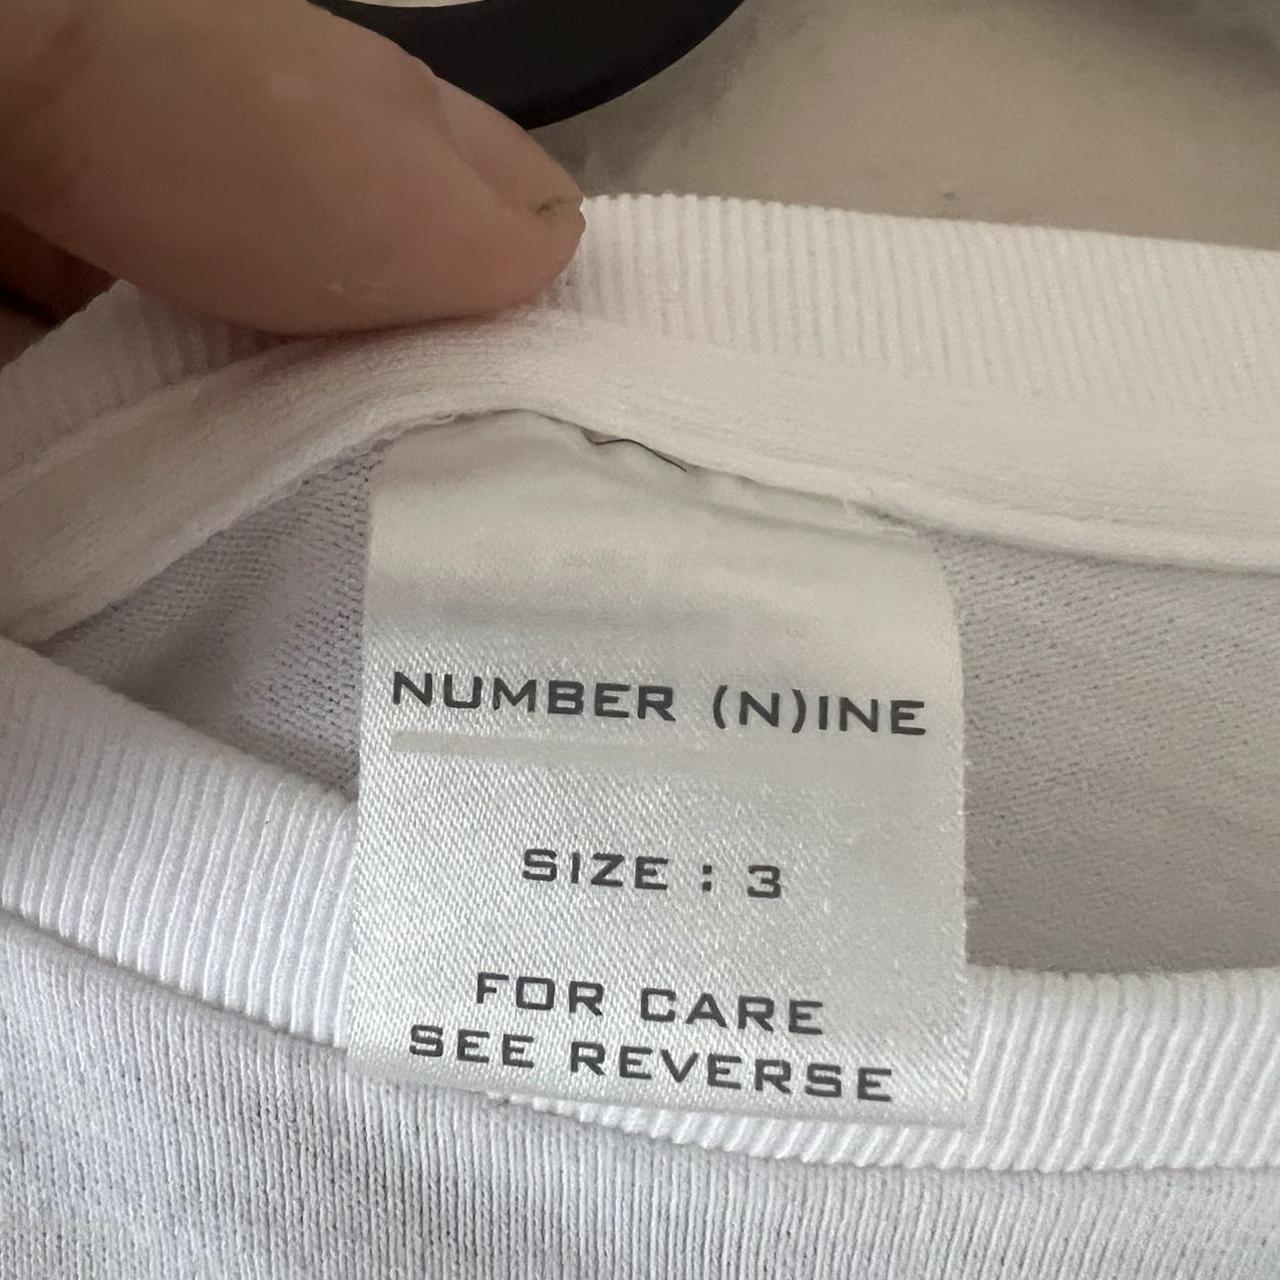 NUMBER (N)INE
SIZE : 3
FOR CARE
SEE REVERSE